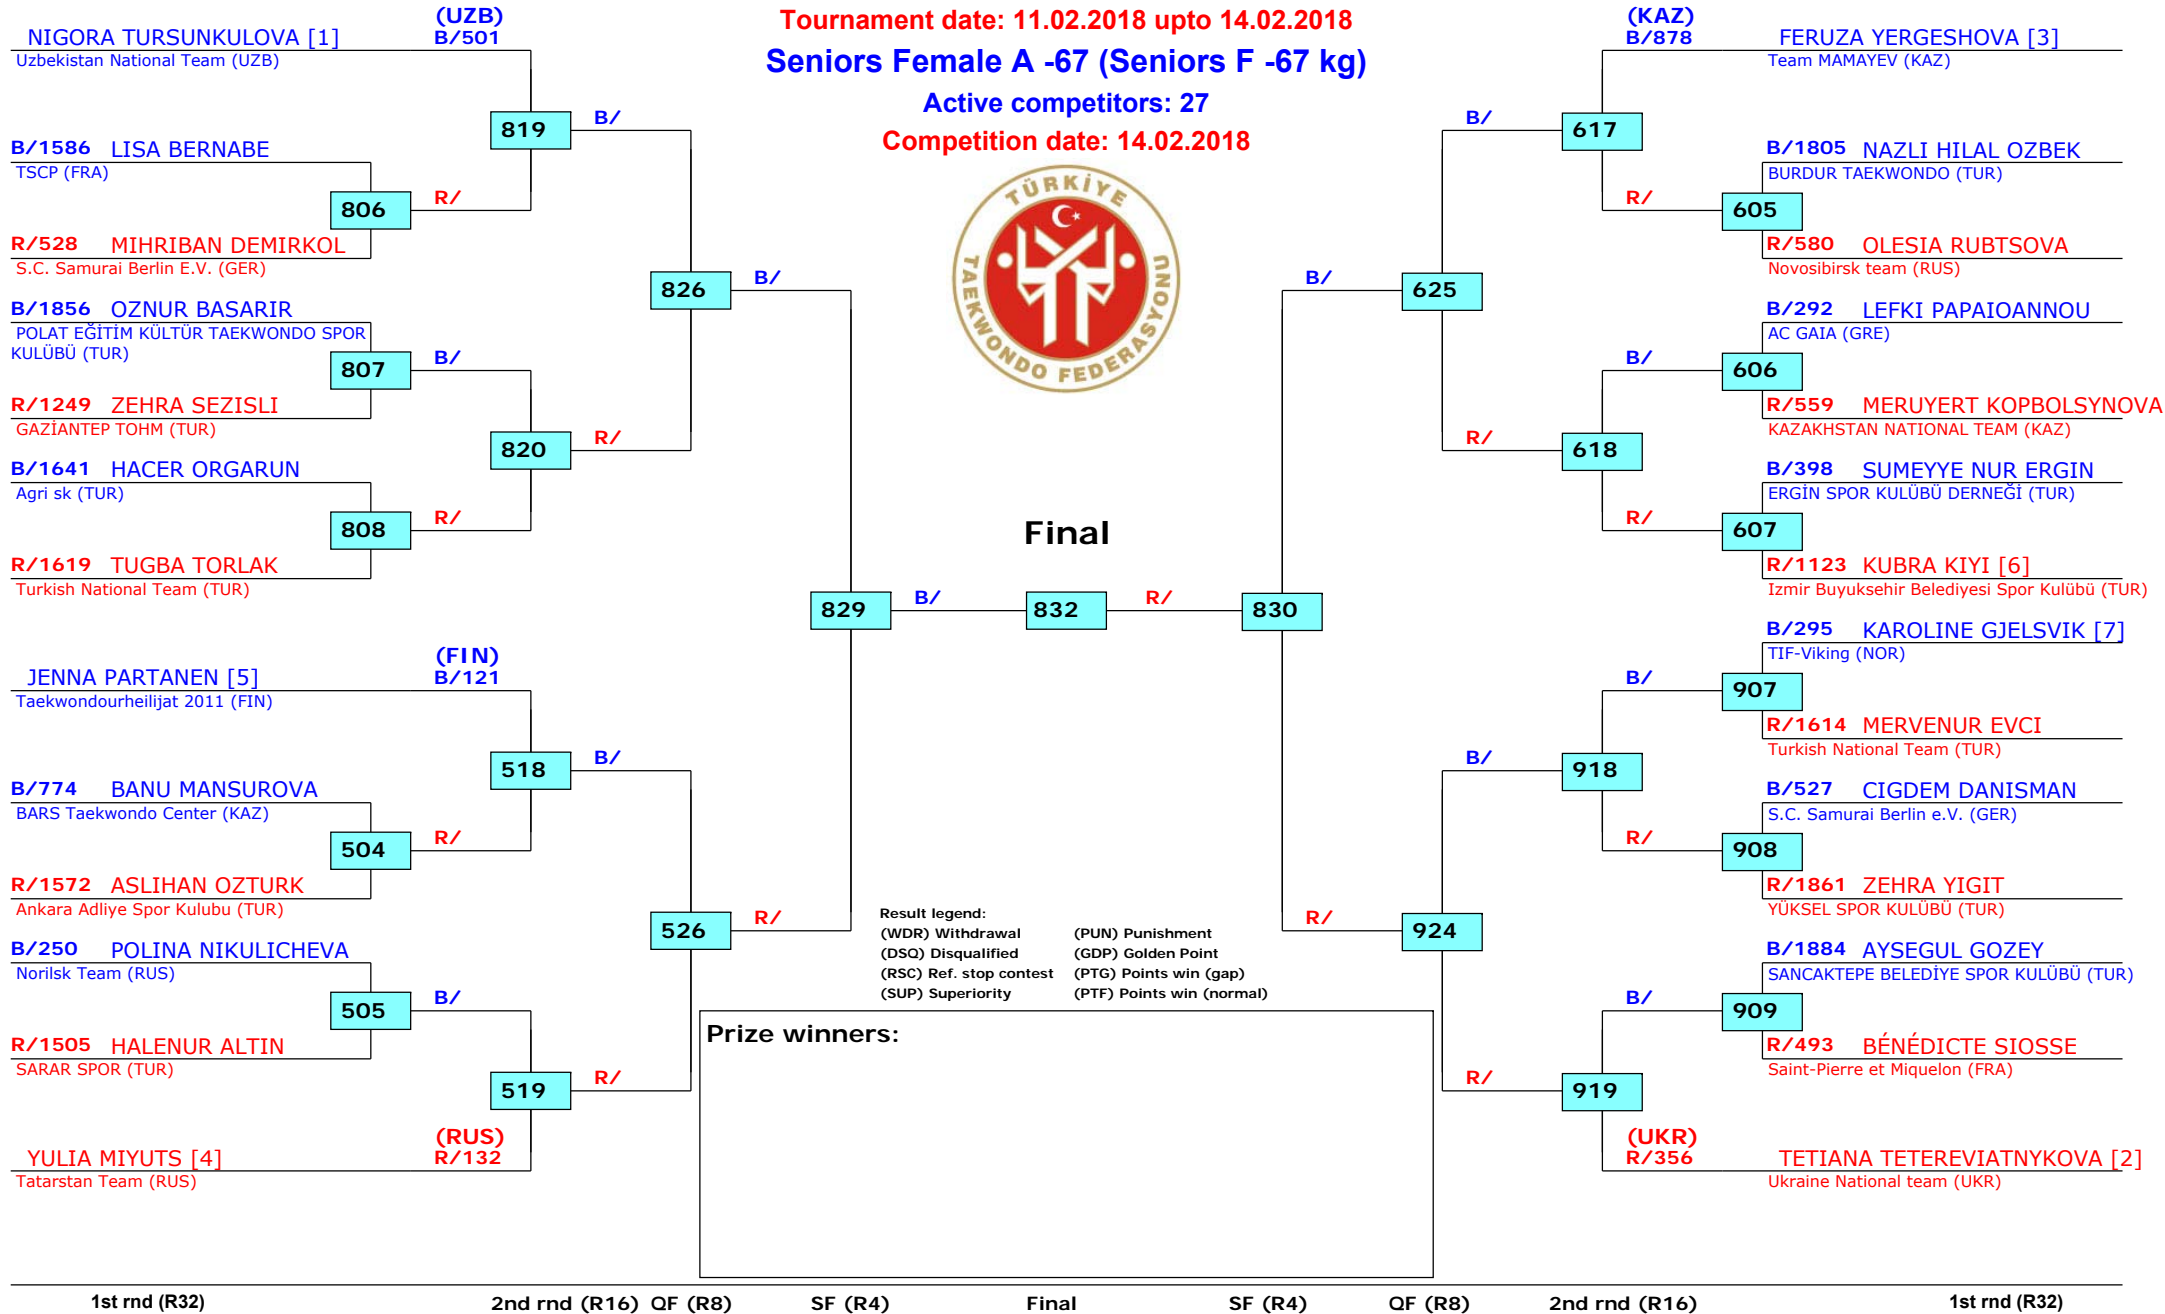 Tournament date: 11.02.2018 upto 14.02.2018
Seniors Female A -67 (Seniors F -67 kg)
Active competitors: 27
Competition date: 14.02.2018
TÜRKİYE
TAEKWONDO FEDERASYONU
(UZB)
NIGORA TURSUNKULOVA [1] B/501
Uzbekistan National Team (UZB)
819 B/
B/1586 LISA BERNABE
TSCP (FRA)
806 R/
R/528 MIHRIBAN DEMIRKOL
S.C. Samurai Berlin E.V. (GER)
826 B/
B/1856 OZNUR BASARIR
POLAT EĞİTİM KÜLTÜR TAEKWONDO SPOR
KULÜBÜ (TUR)
807 B/
R/1249 ZEHRA SEZISLI
GAZİANTEP TOHM (TUR)
820 R/
B/1641 HACER ORGARUN
Agri sk (TUR)
808 R/
R/1619 TUGBA TORLAK
Turkish National Team (TUR)
829 B/
(FIN)
JENNA PARTANEN [5] B/121
Taekwondourheilijat 2011 (FIN)
518 B/
B/774 BANU MANSUROVA
BARS Taekwondo Center (KAZ)
504 R/
R/1572 ASLIHAN OZTURK
Ankara Adliye Spor Kulubu (TUR)
526 R/
B/250 POLINA NIKULICHEVA
Norilsk Team (RUS)
505 B/
R/1505 HALENUR ALTIN
SARAR SPOR (TUR)
519 R/
(RUS)
YULIA MIYUTS [4] R/132
Tatarstan Team (RUS)
Final
832
(KAZ)
B/878 FERUZA YERGESHOVA [3]
Team MAMAYEV (KAZ)
B/ 617
B/1805 NAZLI HILAL OZBEK
BURDUR TAEKWONDO (TUR)
R/ 605
R/580 OLESIA RUBTSOVA
Novosibirsk team (RUS)
B/ 625
B/292 LEFKI PAPAIOANNOU
AC GAIA (GRE)
B/ 606
R/559 MERUYERT KOPBOLSYNOVA
KAZAKHSTAN NATIONAL TEAM (KAZ)
R/ 618
B/398 SUMEYYE NUR ERGIN
ERGİN SPOR KULÜBÜ DERNEĞİ (TUR)
R/ 607
R/1123 KUBRA KIYI [6]
Izmir Buyuksehir Belediyesi Spor Kulübü (TUR)
R/ 830
B/295 KAROLINE GJELSVIK [7]
TIF-Viking (NOR)
B/ 907
R/1614 MERVENUR EVCI
Turkish National Team (TUR)
B/ 918
B/527 CIGDEM DANISMAN
S.C. Samurai Berlin e.V. (GER)
R/ 908
R/1861 ZEHRA YIGIT
YÜKSEL SPOR KULÜBÜ (TUR)
R/ 924
B/1884 AYSEGUL GOZEY
SANCAKTEPE BELEDİYE SPOR KULÜBÜ (TUR)
B/ 909
R/493 BÉNÉDICTE SIOSSE
Saint-Pierre et Miquelon (FRA)
R/ 919
(UKR)
R/356 TETIANA TETEREVIATNYKOVA [2]
Ukraine National team (UKR)
Result legend:
(WDR) Withdrawal (PUN) Punishment
(DSQ) Disqualified (GDP) Golden Point
(RSC) Ref. stop contest (PTG) Points win (gap)
(SUP) Superiority (PTF) Points win (normal)
Prize winners:
1st rnd (R32) 2nd rnd (R16) QF (R8) SF (R4) Final SF (R4) QF (R8) 2nd rnd (R16) 1st rnd (R32)